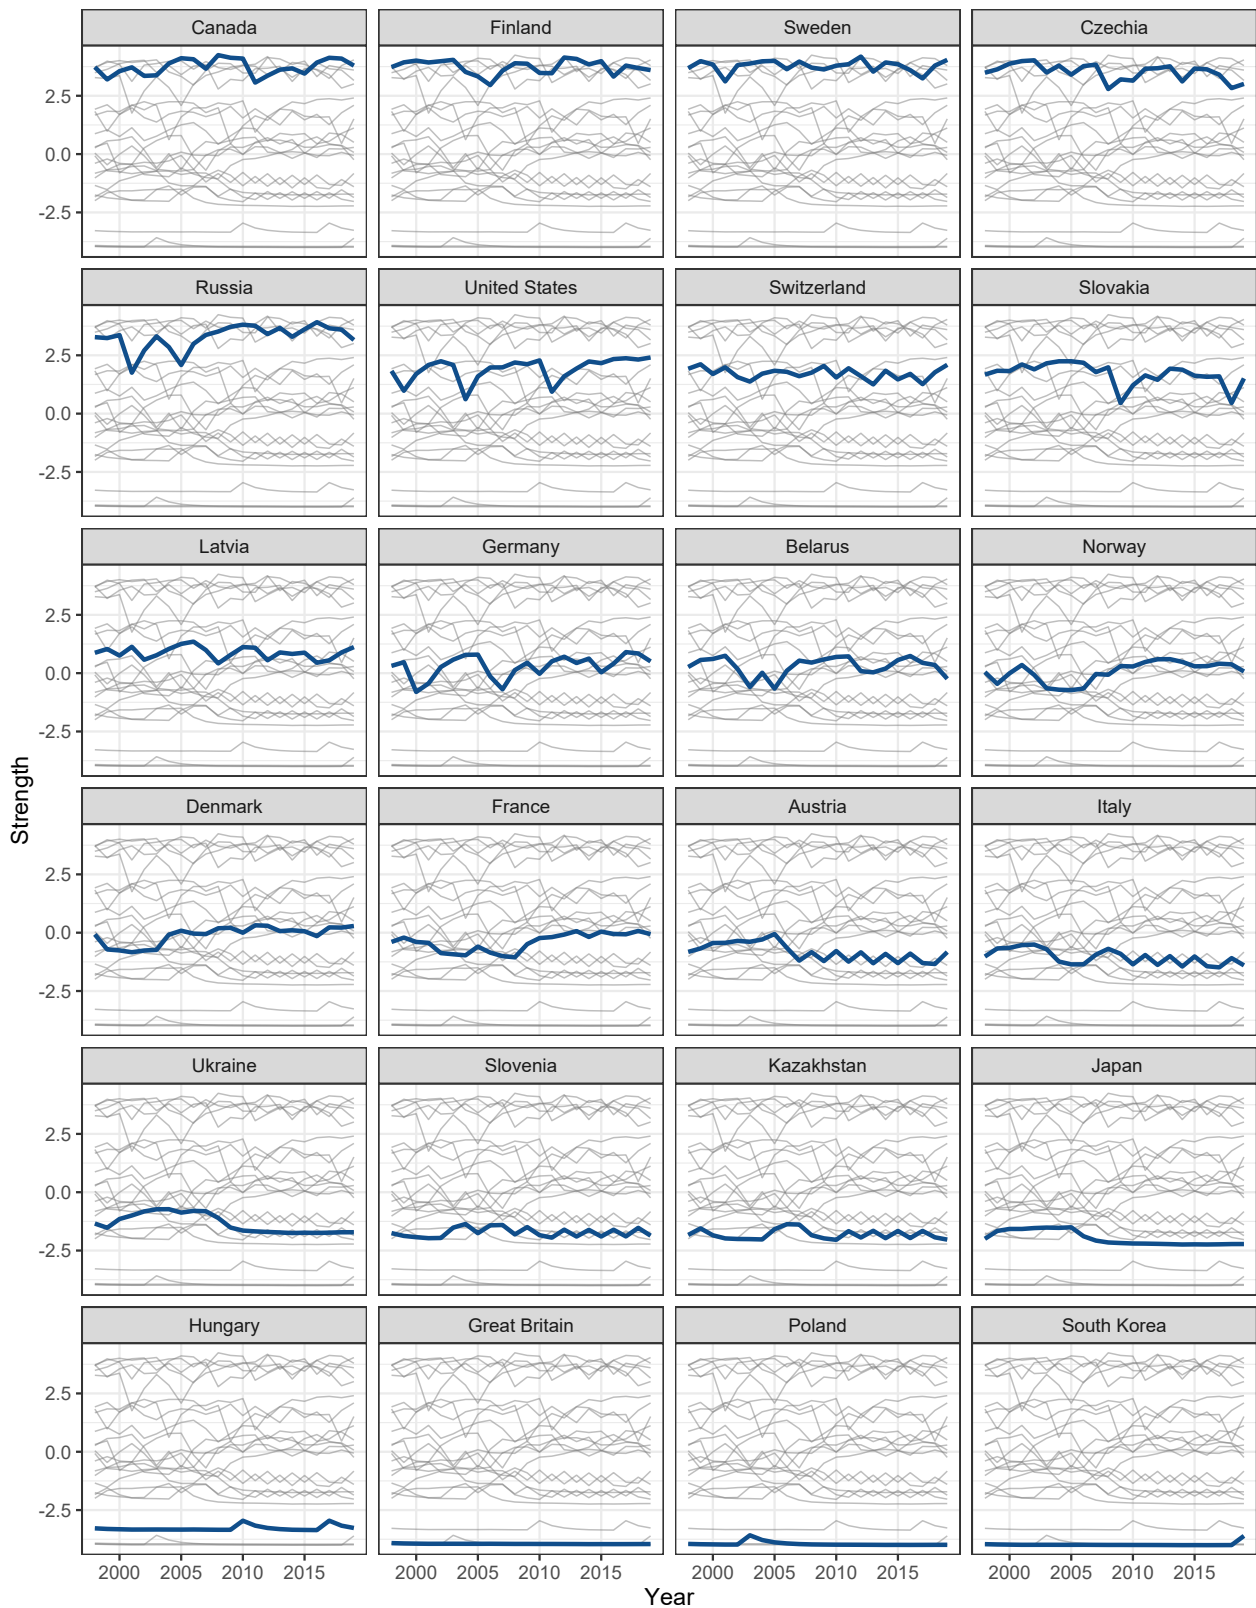 Canada Finland Sweden Czechia
2.5
0.0
-2.5
Russia United States Switzerland Slovakia
2.5
0.0
-2.5
Latvia Germany Belarus Norway
2.5
0.0
-2.5
Strength
Denmark France Austria Italy
2.5
0.0
-2.5
Ukraine Slovenia Kazakhstan Japan
2.5
0.0
-2.5
Hungary Great Britain Poland South Korea
2.5
0.0
-2.5
2000 2005 2010 2015 2000 2005 2010 2015 2000 2005 2010 2015 2000 2005 2010 2015
Year